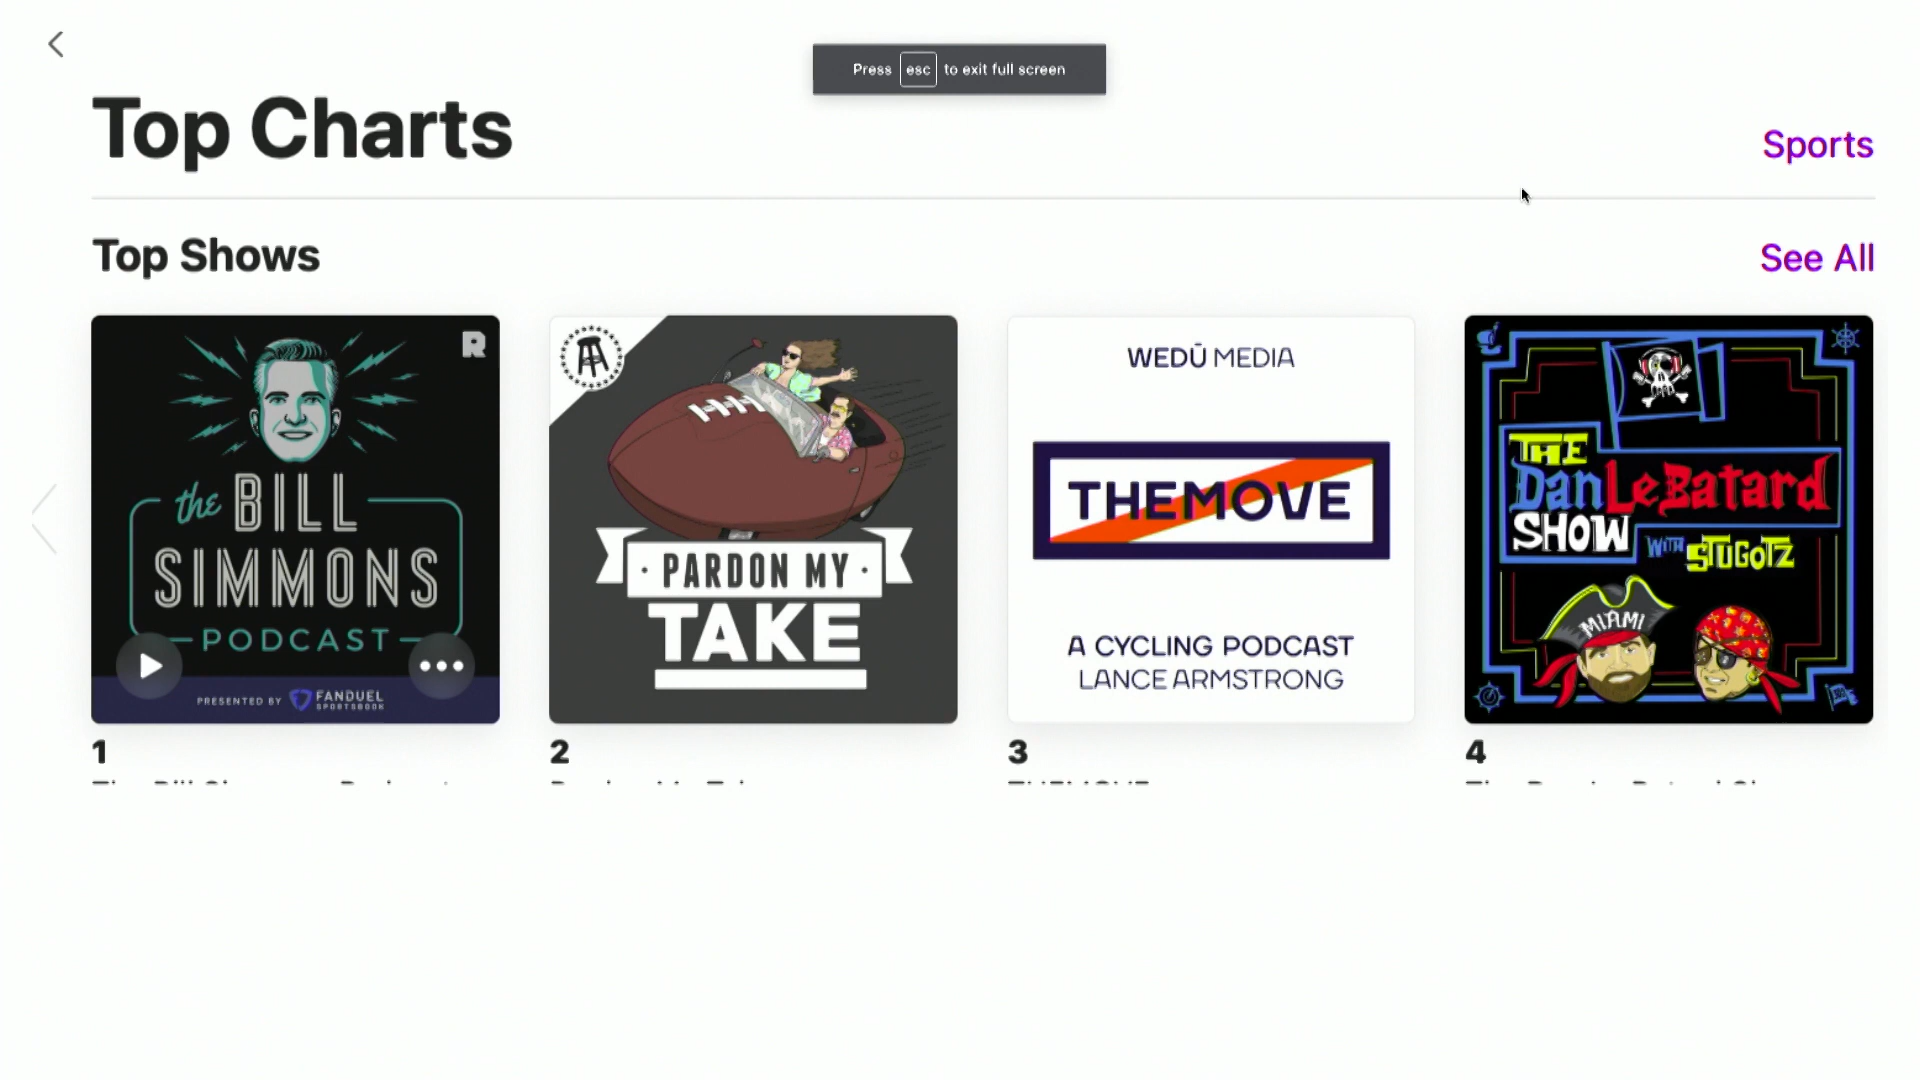 Press esc to exit full screen
Top Charts
Sports
Top Shows
See All
R
the BILL
SIMMONS
PODCAST
PRESENTED BY FANDUEL
SPORTSBOOK
PARDON MY
TAKE
WEDŪ MEDIA
THEMOVE
A CYCLING PODCAST
LANCE ARMSTRONG
THE
Dan LeBatard
SHOW WITH STUGOTZ
MIAMI
1
2
3
4